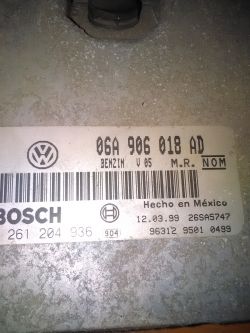 06A 906 018 AD
BENZIN V 05 M.R. NOM
Hecho en México
BOSCH 12.03.99 26SA5747
261 204 936 904 96312 9501 0499